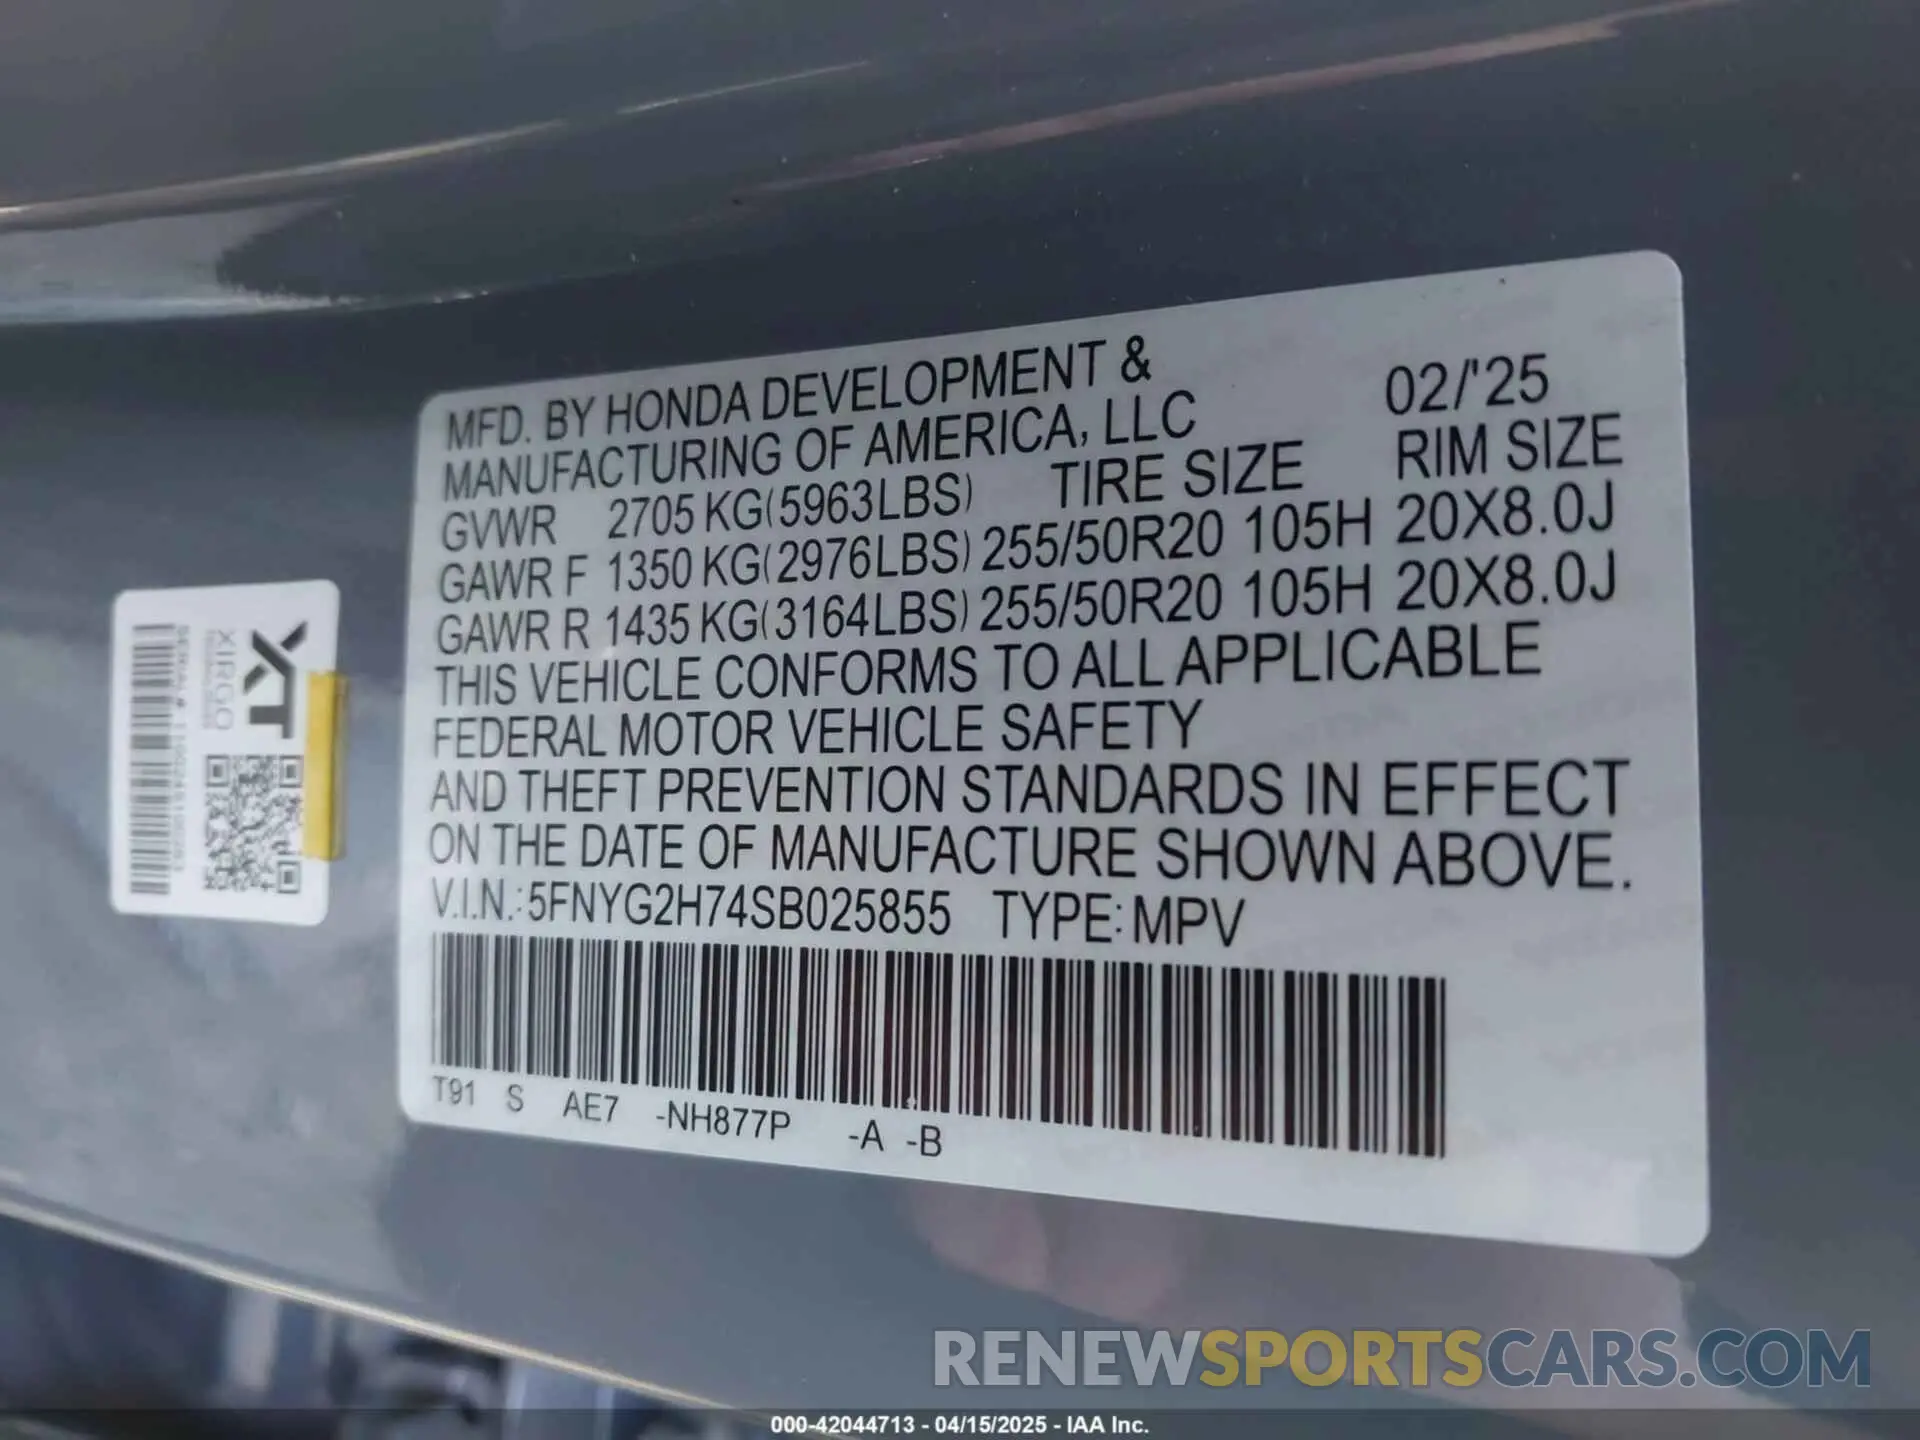 MFD. BY HONDA DEVELOPMENT &
MANUFACTURING OF AMERICA, LLC 02/'25
GVWR 2705 KG(5963LBS) TIRE SIZE RIM SIZE
GAWR F 1350 KG(2976LBS) 255/50R20 105H 20X8.0J
GAWR R 1435 KG(3164LBS) 255/50R20 105H 20X8.0J
THIS VEHICLE CONFORMS TO ALL APPLICABLE
FEDERAL MOTOR VEHICLE SAFETY
AND THEFT PREVENTION STANDARDS IN EFFECT
ON THE DATE OF MANUFACTURE SHOWN ABOVE.
V.I.N.: 5FNYG2H74SB025855 TYPE: MPV
T91 S AE7 -NH877P -A -B
XT
XIRGO
SERIAL#
RENEWSPORTSCARS.COM
000-42044713 - 04/15/2025 - IAA Inc.